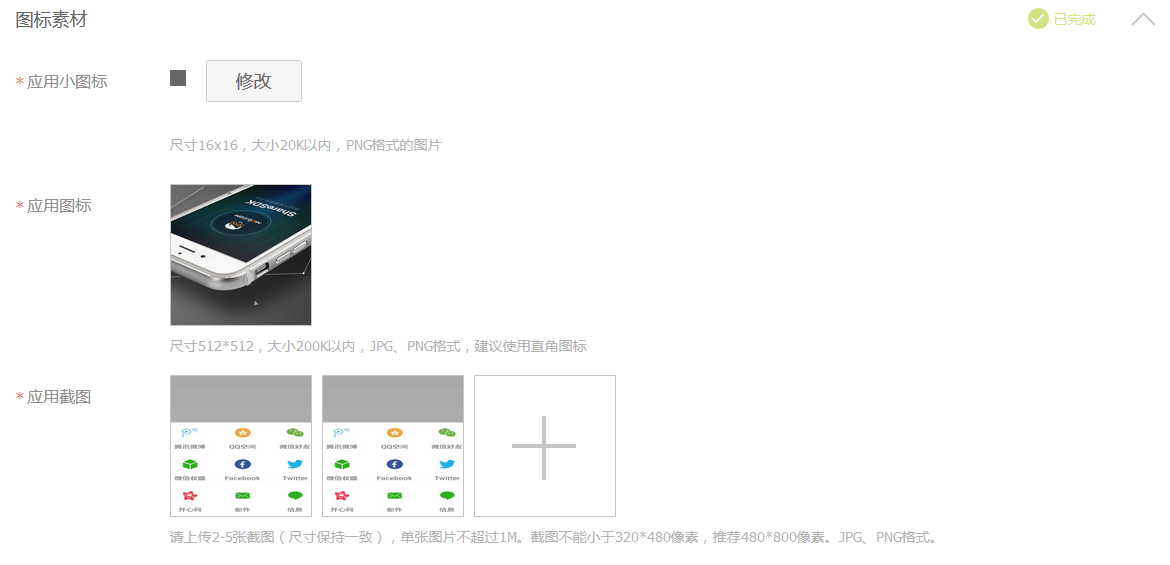 图标素材
已完成
*应用小图标
修改
尺寸16x16，大小20K以内，PNG格式的图片
*应用图标
ShareSDK
MOB.COM
尺寸512*512，大小200K以内，JPG、PNG格式，建议使用直角图标
*应用截图
腾讯微博 QQ空间 微信好友 腾讯微博 QQ空间 微信好友
微信收藏 Facebook Twitter 微信收藏 Facebook Twitter
开心网 邮件 信息 开心网 邮件 信息
请上传2-5张截图（尺寸保持一致），单张图片不超过1M。截图不能小于320*480像素，推荐480*800像素。JPG、PNG格式。